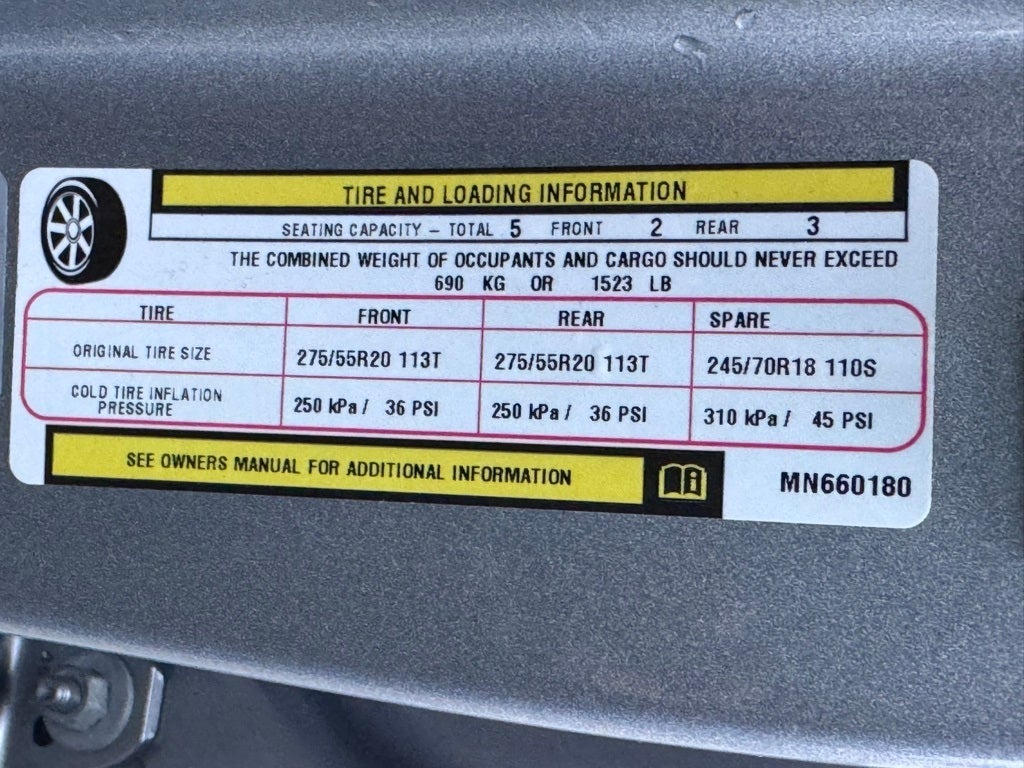 TIRE AND LOADING INFORMATION
SEATING CAPACITY – TOTAL 5 FRONT 2 REAR 3
THE COMBINED WEIGHT OF OCCUPANTS AND CARGO SHOULD NEVER EXCEED
690 KG OR 1523 LB
TIRE FRONT REAR SPARE
ORIGINAL TIRE SIZE 275/55R20 113T 275/55R20 113T 245/70R18 110S
COLD TIRE INFLATION
PRESSURE 250 kPa / 36 PSI 250 kPa / 36 PSI 310 kPa / 45 PSI
SEE OWNERS MANUAL FOR ADDITIONAL INFORMATION
MN660180